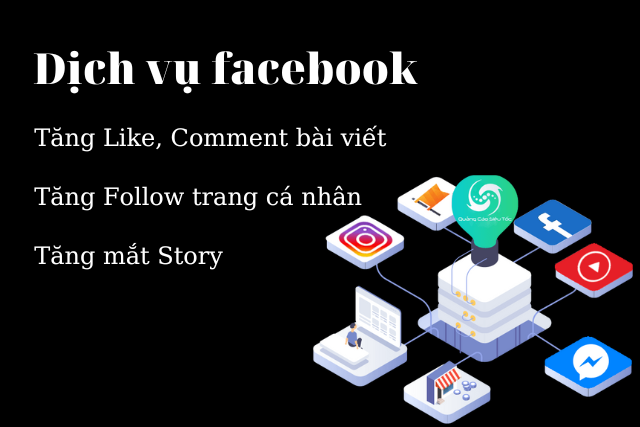 Dịch vụ facebook
Tăng Like, Comment bài viết
Tăng Follow trang cá nhân
Tăng mắt Story
Quảng Cáo Siêu Tốc